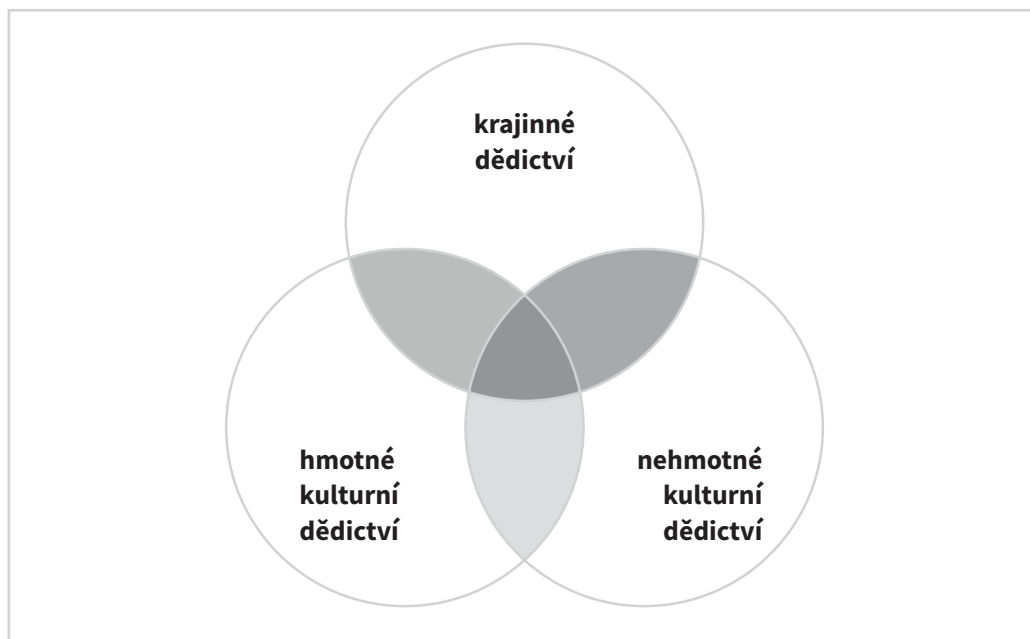 krajinné
dědictví
hmotné
kulturní
dědictví
nehmotné
kulturní
dědictví